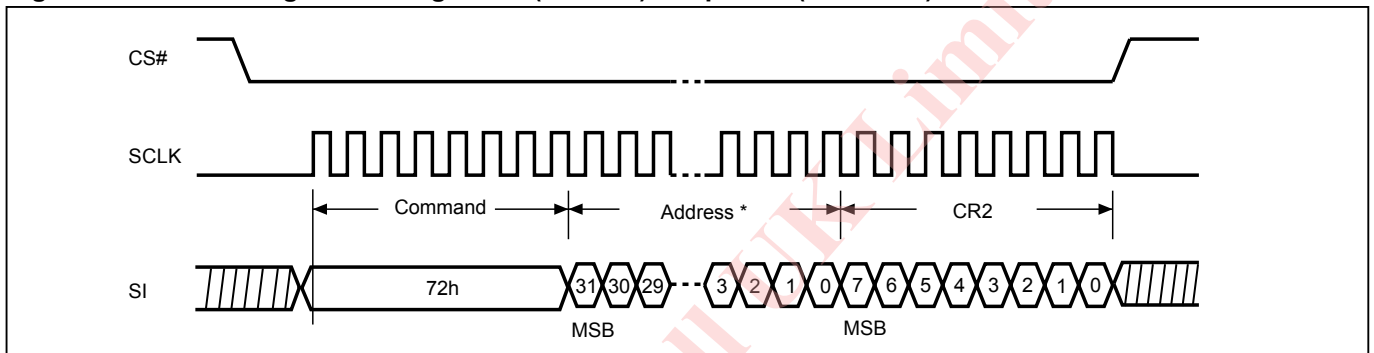 CS#
SCLK
Command
Address *
CR2
SI
72h
31 30 29
3 2 1 0 7 6 5 4 3 2 1 0
MSB
MSB